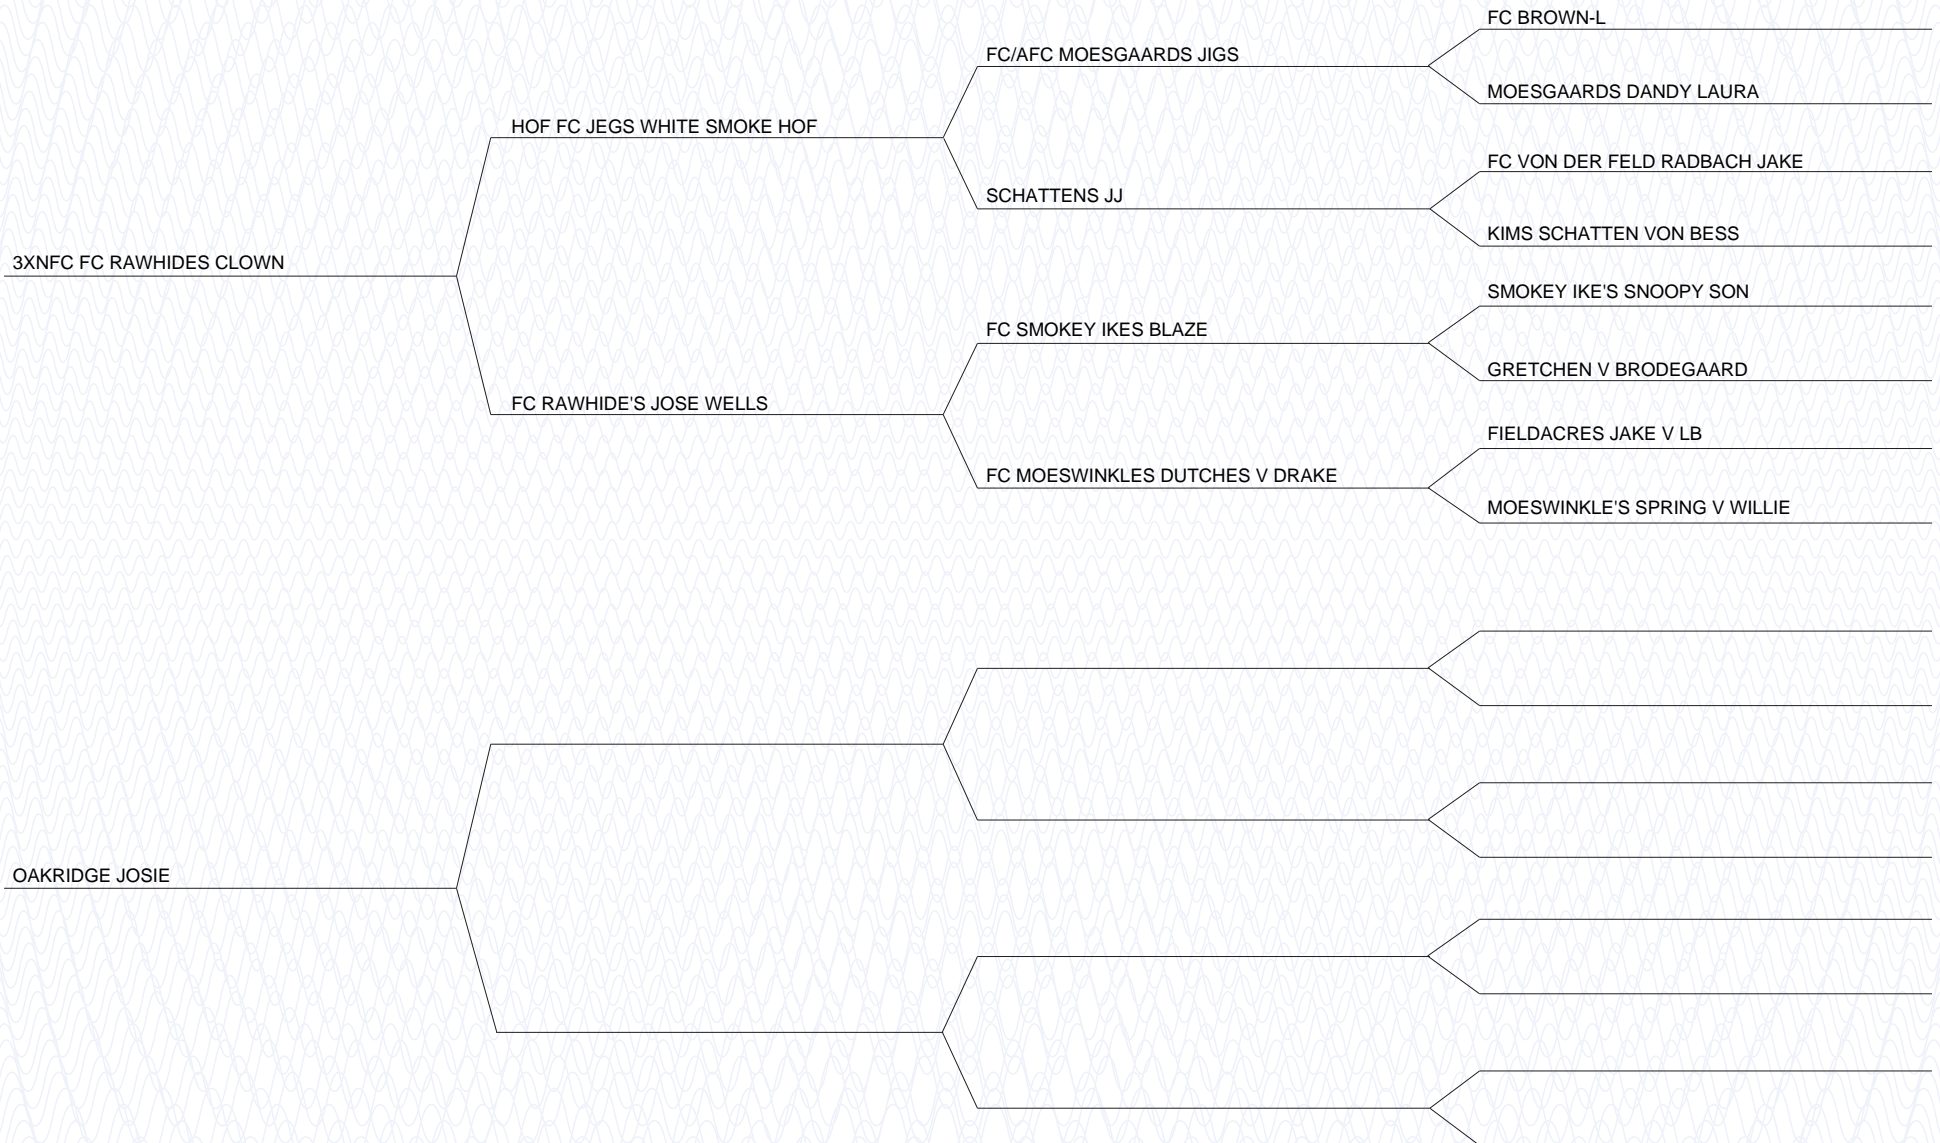 FC BROWN-L
FC/AFC MOESGAARDS JIGS
MOESGAARDS DANDY LAURA
HOF FC JEGS WHITE SMOKE HOF
FC VON DER FELD RADBACH JAKE
SCHATTENS JJ
KIMS SCHATTEN VON BESS
3XNFC FC RAWHIDES CLOWN
SMOKEY IKE'S SNOOPY SON
FC SMOKEY IKES BLAZE
GRETCHEN V BRODEGAARD
FC RAWHIDE'S JOSE WELLS
FIELDACRES JAKE V LB
FC MOESWINKLES DUTCHES V DRAKE
MOESWINKLE'S SPRING V WILLIE
OAKRIDGE JOSIE